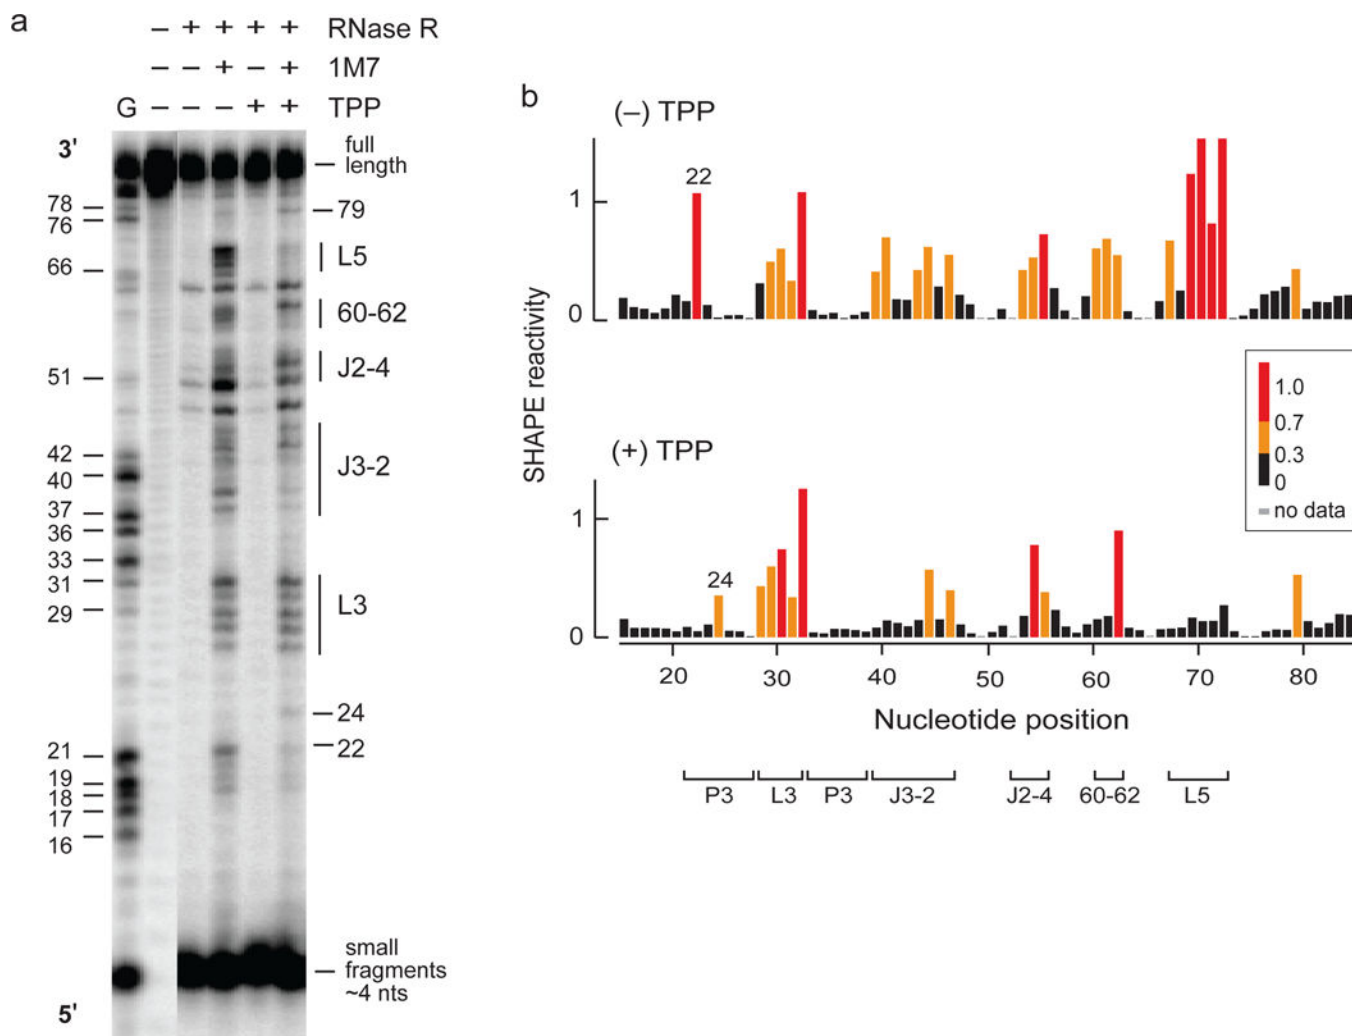 a
− + + + + RNase R
− − + − + 1M7
G − − − + + TPP
3'
full
length
78
76
79
L5
66
60-62
J2-4
51
J3-2
42
40
37
36
33
31
L3
29
24
22
21
19
18
17
16
small
fragments
~4 nts
5'
b
(−) TPP
22
1
0
SHAPE reactivity
1.0
0.7
0.3
0
no data
(+) TPP
1
24
0
20 30 40 50 60 70 80
Nucleotide position
P3 L3 P3 J3-2 J2-4 60-62 L5